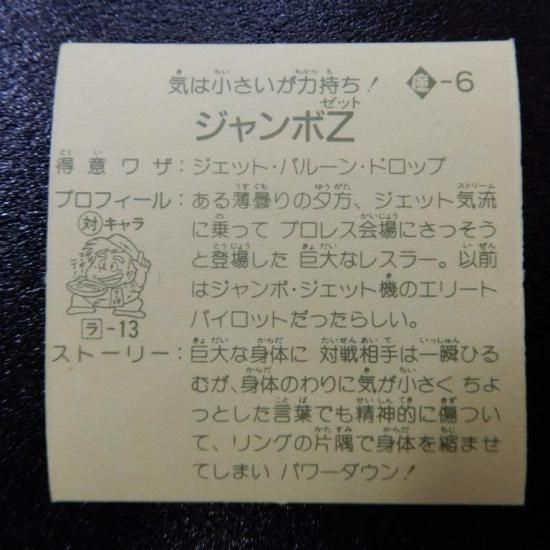 気は小さいが力持ち！
座-6
ジャンボZ
ゼット
得意ワザ：ジェット・バルーン・ドロップ
プロフィール：ある薄曇りの夕方、ジェット気流
に乗って プロレス会場にさっそう
と登場した 巨大なレスラー。以前
はジャンボ・ジェット機のエリート
パイロットだったらしい。
対キャラ
ラ-13
ストーリー：巨大な身体に 対戦相手は一瞬ひる
むが、身体のわりに気が小さく ちょ
っとした言葉でも精神的に傷つい
て、リングの片隅で身体を縮ませ
てしまい パワーダウン！